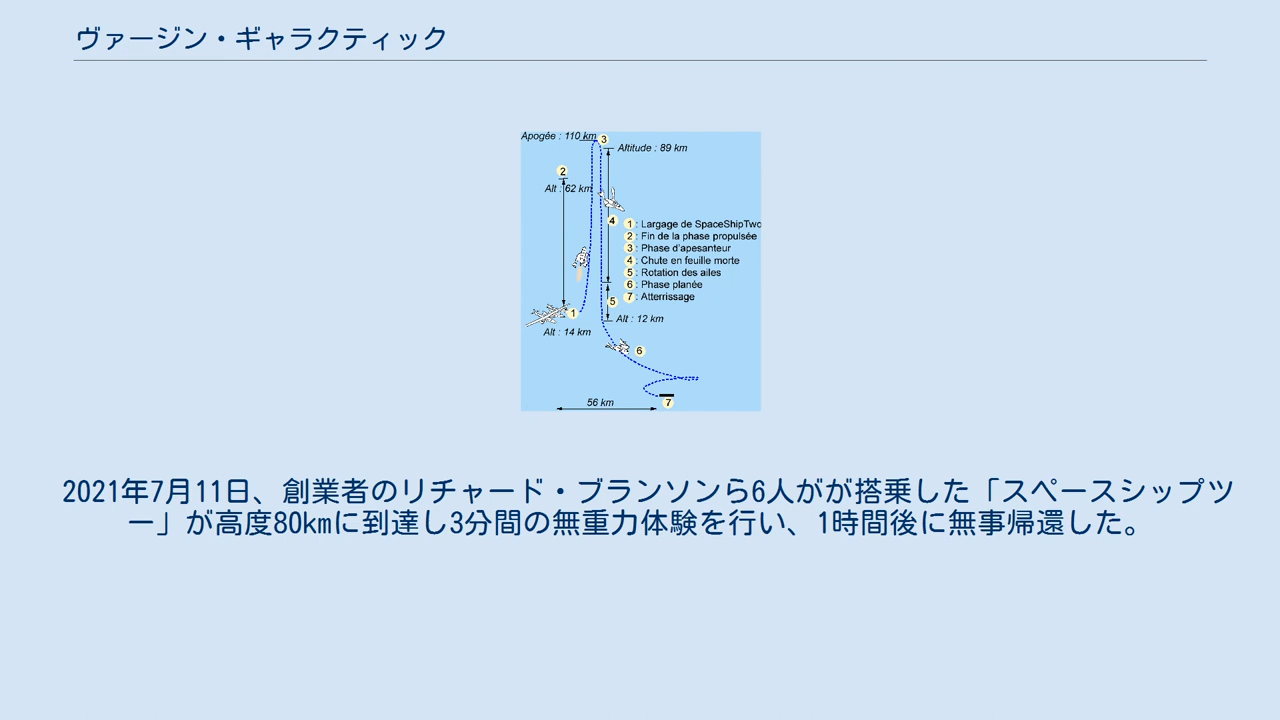 ヴァージン・ギャラクティック
Apogée : 110 km
3
Altitude : 89 km
2
Alt : 62 km
4
1 : Largage de SpaceShipTwo
2 : Fin de la phase propulsée
3 : Phase d'apesanteur
4 : Chute en feuille morte
5 : Rotation des ailes
6 : Phase planée
7 : Atterrissage
5
1
Alt : 12 km
Alt : 14 km
6
56 km
7
2021年7月11日、創業者のリチャード・ブランソンら6人がが搭乗した「スペースシップツ
ー」が高度80kmに到達し3分間の無重力体験を行い、1時間後に無事帰還した。